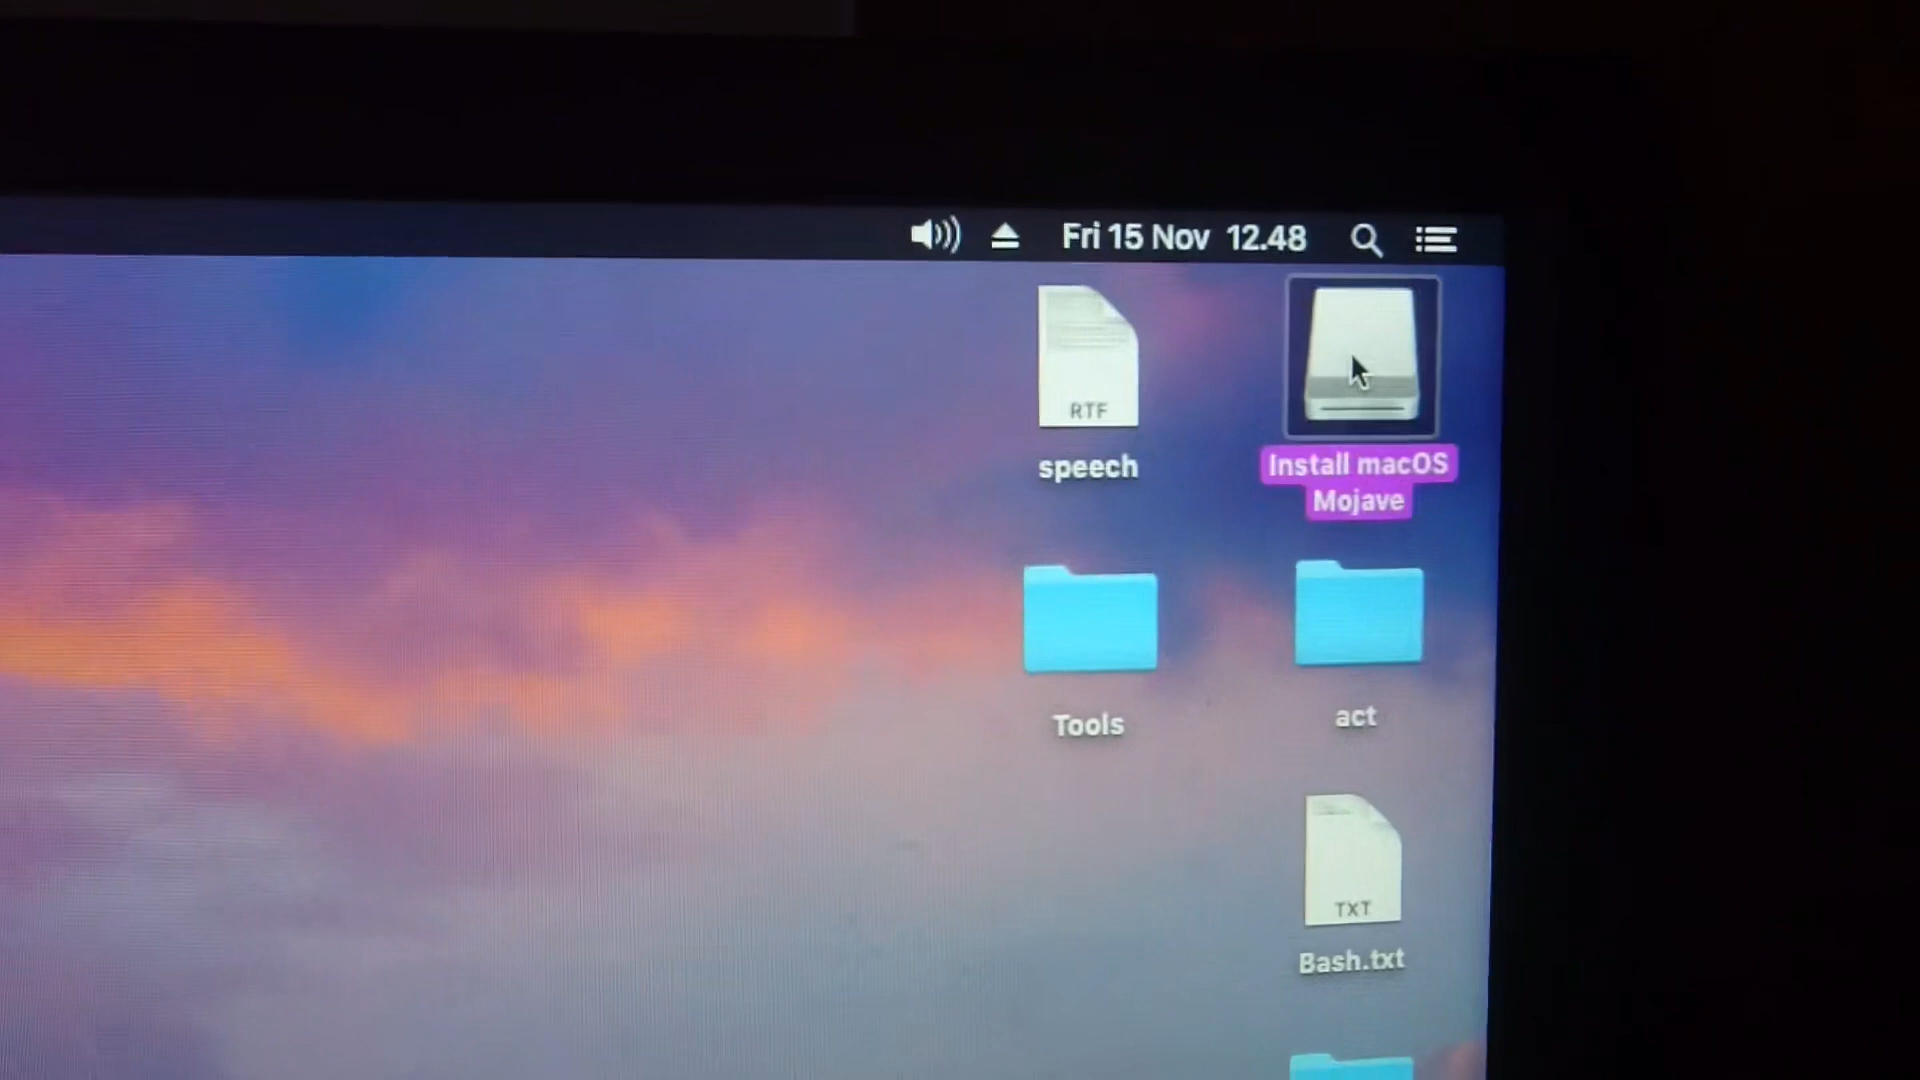 Fri 15 Nov 12.48
RTF
speech
Install macOS
Mojave
Tools
act
TXT
Bash.txt